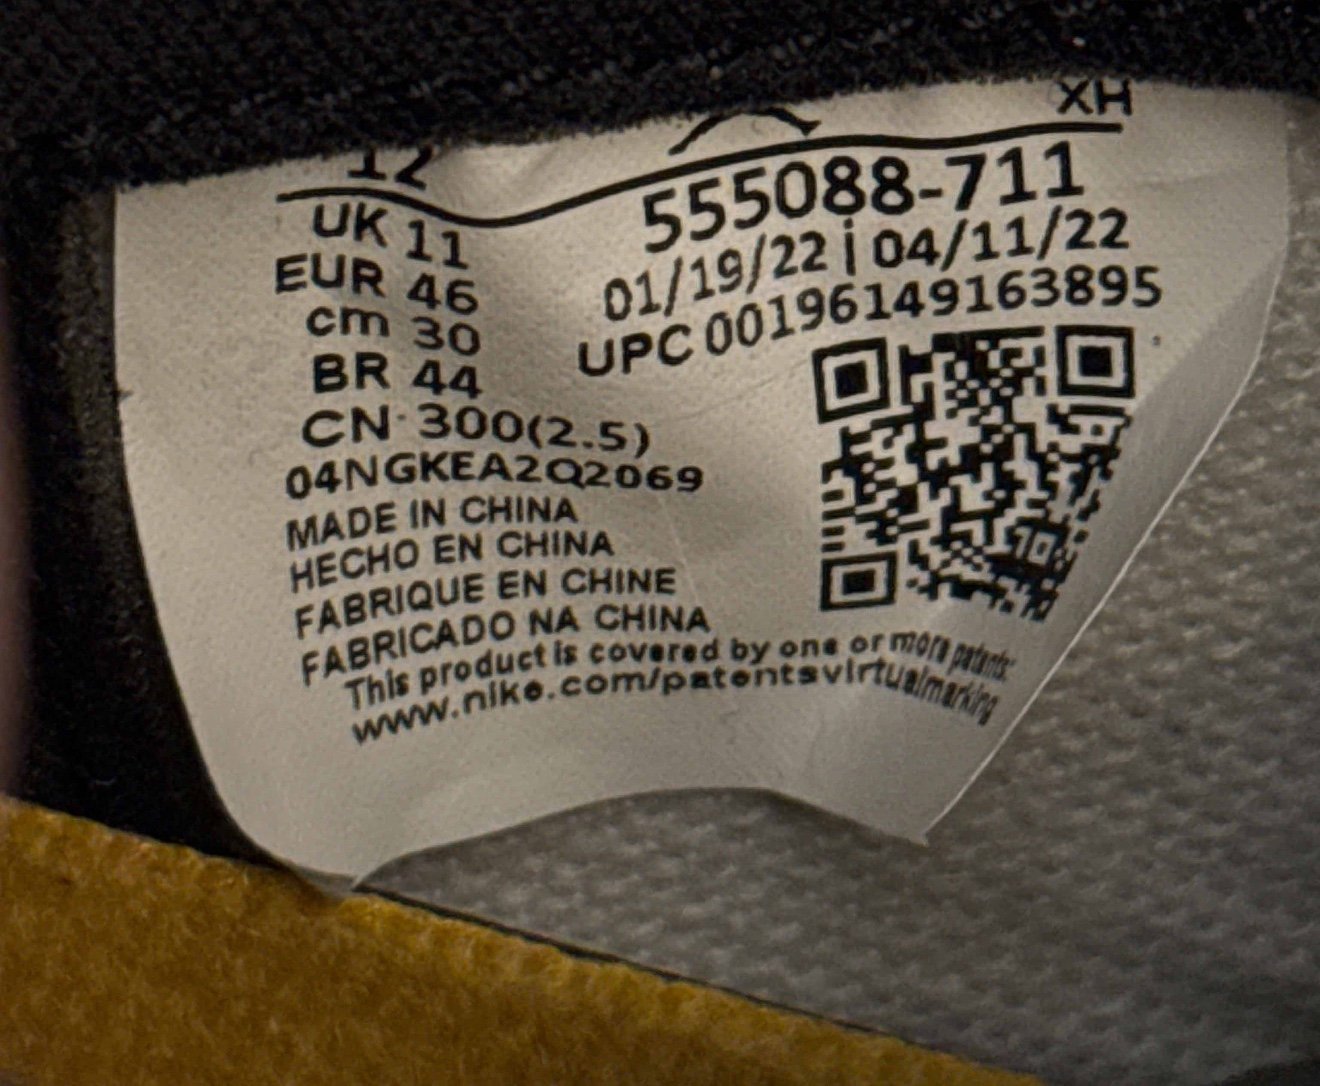 XH
12
UK 11
EUR 46
cm 30
BR 44
CN 300(2.5)
04NGKEA2Q2069
555088-711
01/19/22 | 04/11/22
UPC 00196149163895
MADE IN CHINA
HECHO EN CHINA
FABRIQUE EN CHINE
FABRICADO NA CHINA
This product is covered by one or more patents:
www.nike.com/patentsvirtualmarking